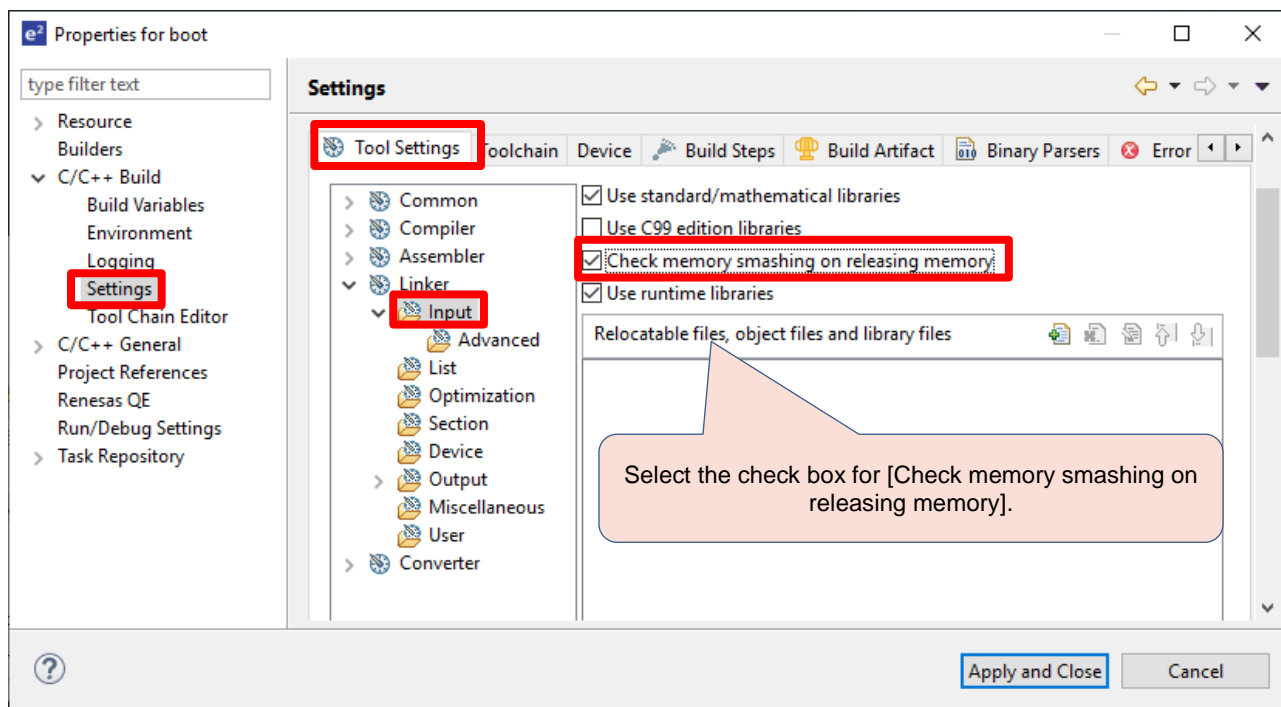 e² Properties for boot
type filter text
Settings
Resource
Builders
C/C++ Build
Build Variables
Environment
Logging
Settings
Tool Chain Editor
C/C++ General
Project References
Renesas QE
Run/Debug Settings
Task Repository
Tool Settings Toolchain Device Build Steps Build Artifact Binary Parsers Error
Common
Compiler
Assembler
Linker
Input
Advanced
List
Optimization
Section
Device
Output
Miscellaneous
User
Converter
Use standard/mathematical libraries
Use C99 edition libraries
Check memory smashing on releasing memory
Use runtime libraries
Relocatable files, object files and library files
Select the check box for [Check memory smashing on
releasing memory].
Apply and Close Cancel